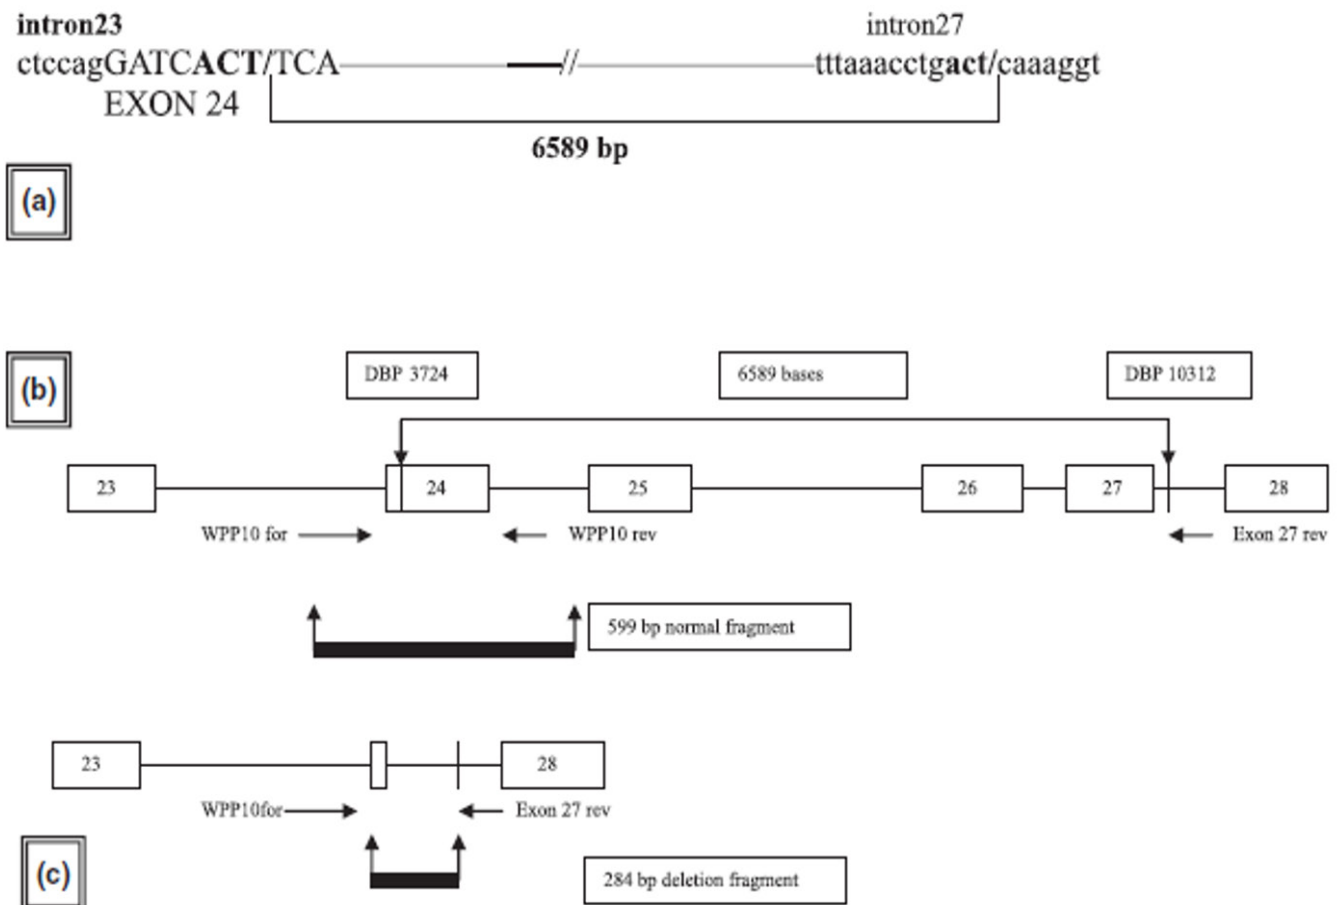 intron23 intron27
ctccagGATCACT/TCA // tttaaacctgact/caaaggt
EXON 24
6589 bp
(a)
(b)
DBP 3724 6589 bases DBP 10312
23 24 25 26 27 28
WPP10 for WPP10 rev Exon 27 rev
599 bp normal fragment
23 28
WPP10for Exon 27 rev
(c)
284 bp deletion fragment